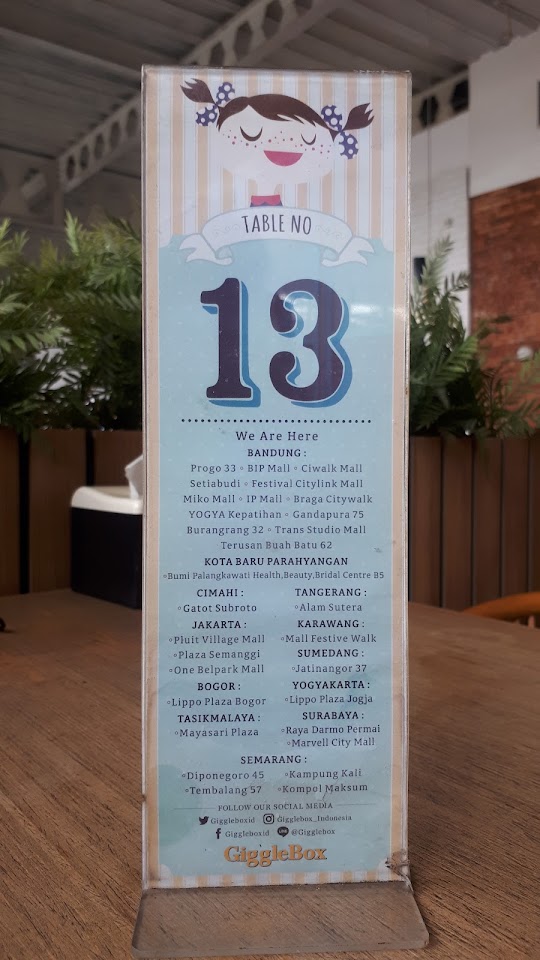 TABLE NO
13
We Are Here
BANDUNG :
Progo 33 ◦ BIP Mall ◦ Ciwalk Mall
Setiabudi ◦ Festival Citylink Mall
Miko Mall ◦ IP Mall ◦ Braga Citywalk
YOGYA Kepatihan ◦ Gandapura 75
Burangrang 32 ◦ Trans Studio Mall
Terusan Buah Batu 62
KOTA BARU PARAHYANGAN
◦Bumi Palangkawati Health,Beauty,Bridal Centre B5
CIMAHI :
◦Gatot Subroto
TANGERANG :
◦Alam Sutera
JAKARTA :
◦Pluit Village Mall
◦Plaza Semanggi
◦One Belpark Mall
KARAWANG :
◦Mall Festive Walk
SUMEDANG :
◦Jatinangor 37
BOGOR :
◦Lippo Plaza Bogor
YOGYAKARTA :
◦Lippo Plaza Jogja
TASIKMALAYA :
◦Mayasari Plaza
SURABAYA :
◦Raya Darmo Permai
◦Marvell City Mall
SEMARANG :
◦Diponegoro 45
◦Kampung Kali
◦Tembalang 57
◦Kompol Maksum
FOLLOW OUR SOCIAL MEDIA
Giggleboxid
Gigglebox_Indonesia
Giggleboxid
LINE
@Gigglebox
GiggleBox